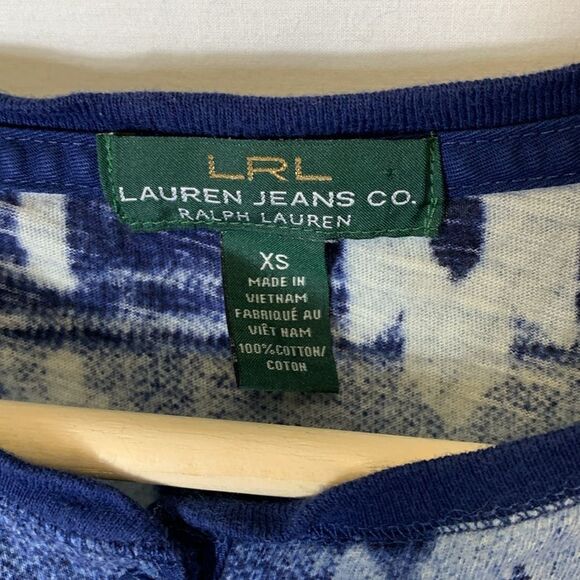 LRL
LAUREN JEANS CO.
RALPH LAUREN
XS
MADE IN
VIETNAM
FABRIQUÉ AU
VIÊT NAM
100%COTTON/
COTON